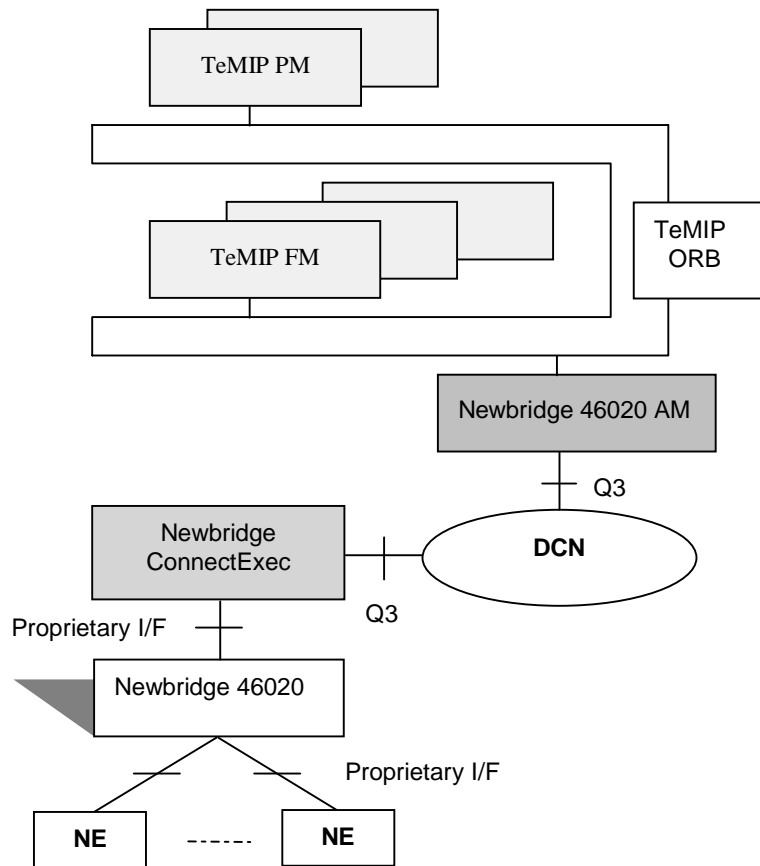 TeMIP PM
TeMIP
ORB
TeMIP FM
Newbridge 46020 AM
Q3
Newbridge
ConnectExec
DCN
Q3
Proprietary I/F
Newbridge 46020
Proprietary I/F
NE
NE